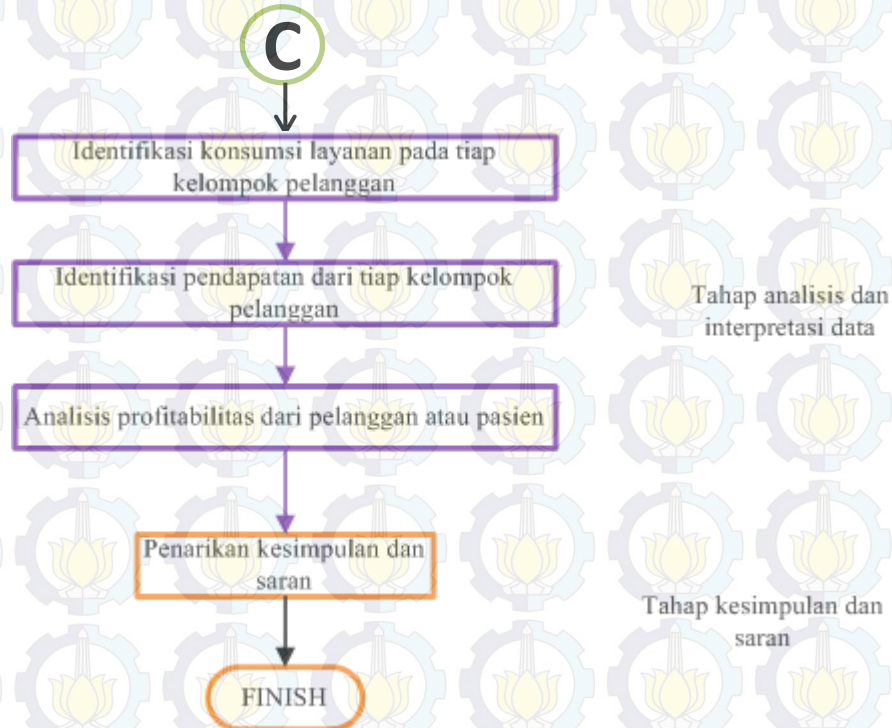 C
Identifikasi konsumsi layanan pada tiap
kelompok pelanggan
Identifikasi pendapatan dari tiap kelompok
pelanggan
Tahap analisis dan
interpretasi data
Analisis profitabilitas dari pelanggan atau pasien
Penarikan kesimpulan dan
saran
Tahap kesimpulan dan
saran
FINISH